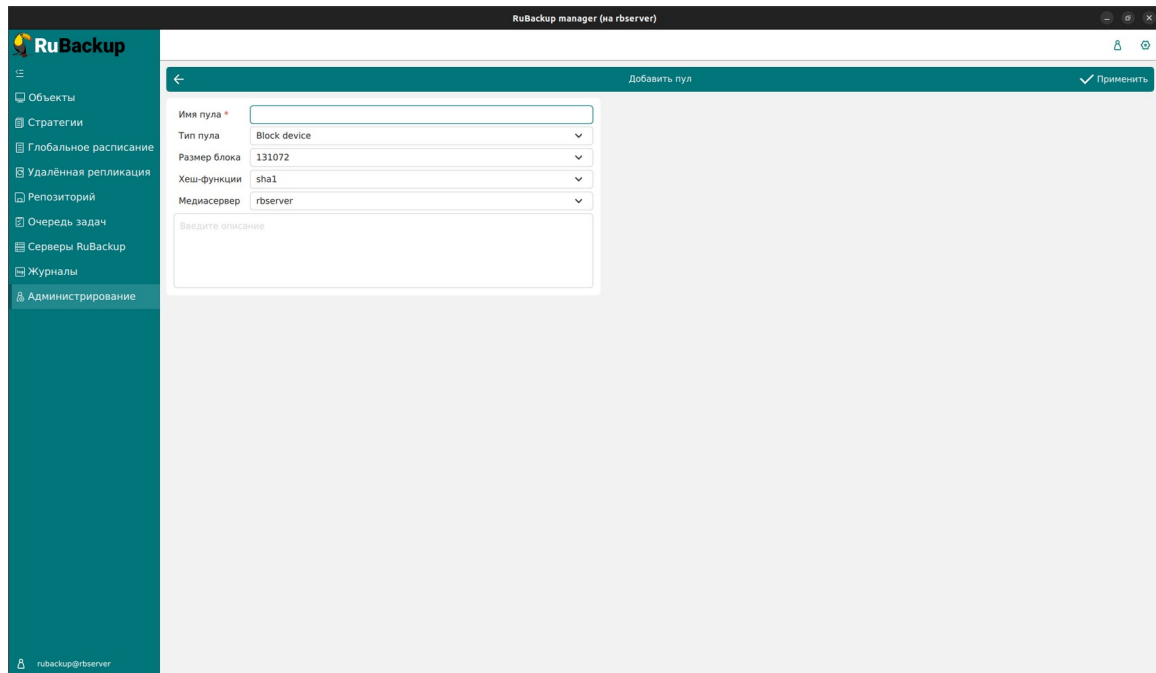 RuBackup manager (на rbserver)
RuBackup
Объекты
Стратегии
Глобальное расписание
Удалённая репликация
Репозиторий
Очередь задач
Серверы RuBackup
Журналы
Администрирование
rubackup@rbserver
Добавить пул
Применить
Имя пула *
Тип пула Block device
Размер блока 131072
Хеш-функции sha1
Медиасервер rbserver
Введите описание